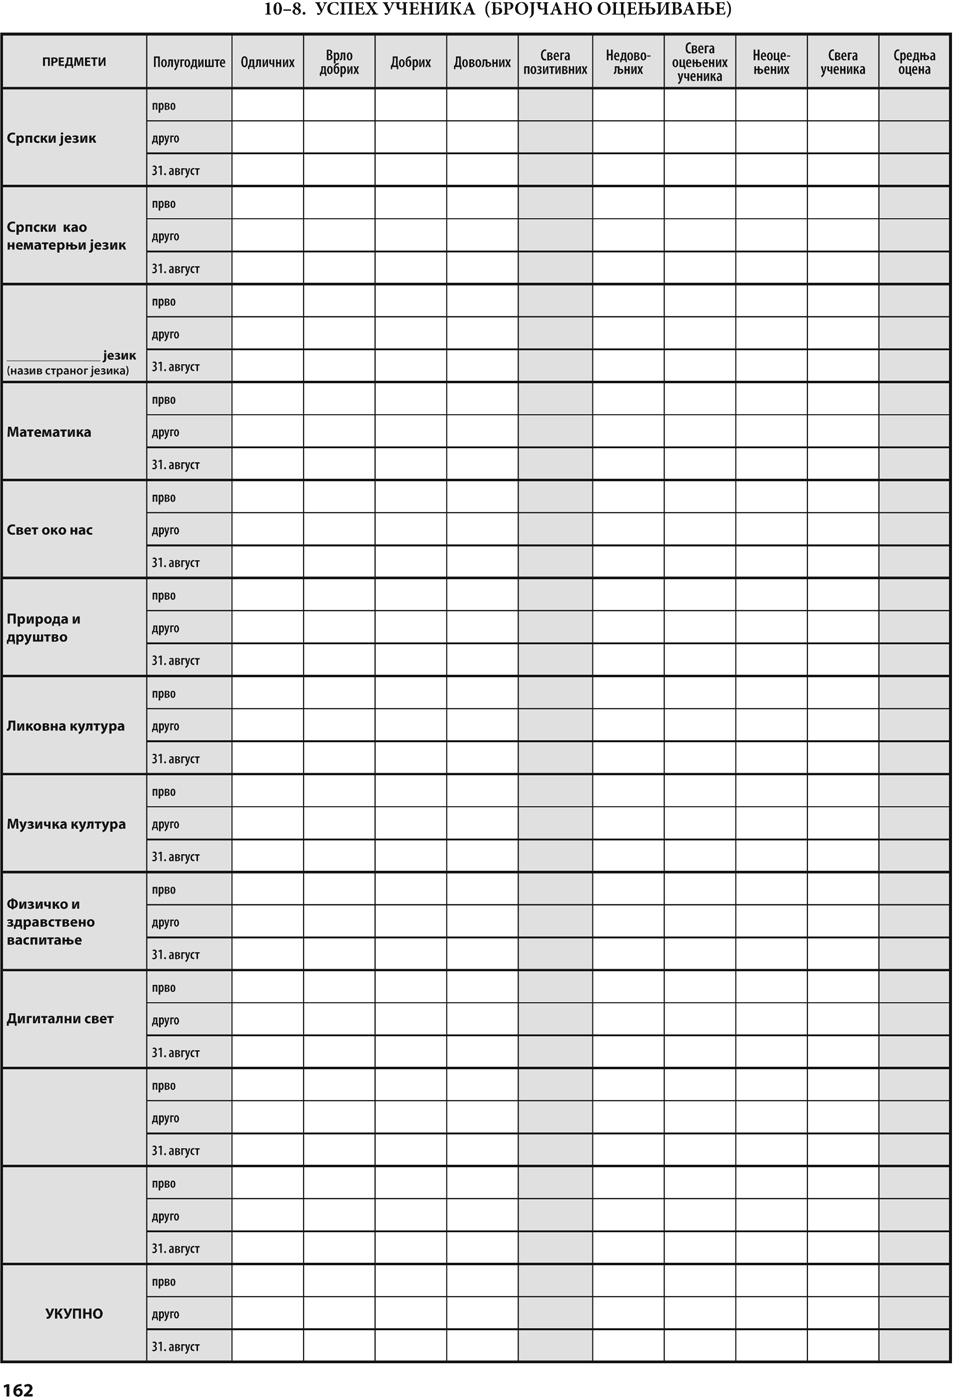 10–8. УСПЕХ УЧЕНИКА (БРОЈЧАНО ОЦЕЊИВАЊЕ)
ПРЕДМЕТИ Полугодиште Одличних Врло добрих Добрих Довољних Свега позитивних Недово-љних Свега оцењених ученика Неоце-њених Свега ученика Средња оцена
прво
Српски језик друго
31. август
прво
Српски као
нематерњи језик друго
31. август
прво
друго
______________ језик
(назив страног језика) 31. август
прво
Математика друго
31. август
прво
Свет око нас друго
31. август
прво
Природа и
друштво друго
31. август
прво
Ликовна култура друго
31. август
прво
Музичка култура друго
31. август
прво
Физичко и
здравствено друго
васпитање
31. август
прво
Дигитални свет друго
31. август
прво
друго
31. август
прво
друго
31. август
прво
УКУПНО друго
31. август
162